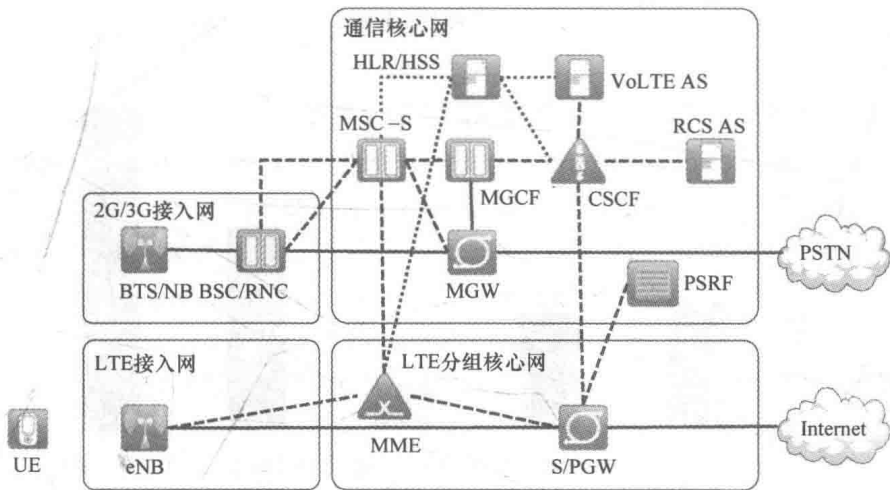 通信核心网
HLR/HSS
VoLTE AS
MSC–S
RCS AS
MGCF
CSCF
2G/3G接入网
BTS/NB BSC/RNC
MGW
PSRF
PSTN
LTE接入网
LTE分组核心网
UE
eNB
MME
S/PGW
Internet